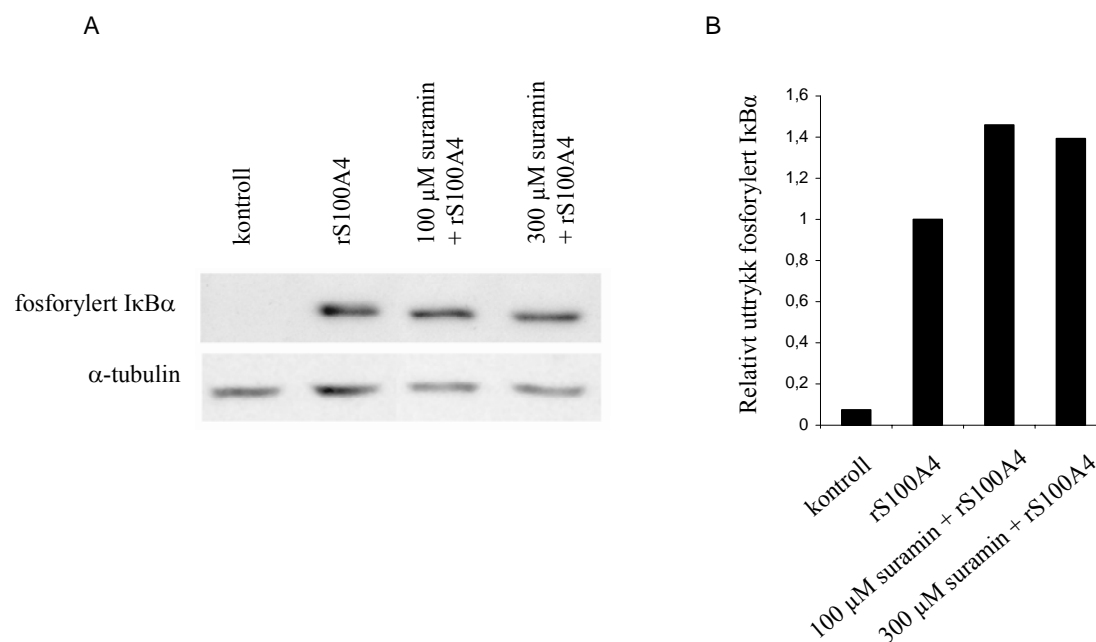 A
kontroll
rS100A4
100 µM suramin
+ rS100A4
300 µM suramin
+ rS100A4
fosforylert IκBα
α-tubulin
B
Relativt uttrykk fosforylert IκBα
1,6
1,4
1,2
1
0,8
0,6
0,4
0,2
0
kontroll
rS100A4
100 µM suramin + rS100A4
300 µM suramin + rS100A4